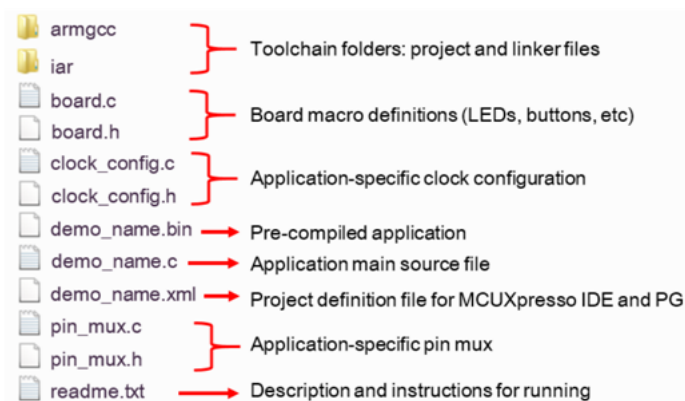 armgcc
iar
Toolchain folders: project and linker files
board.c
board.h
Board macro definitions (LEDs, buttons, etc)
clock_config.c
clock_config.h
Application-specific clock configuration
demo_name.bin Pre-compiled application
demo_name.c Application main source file
demo_name.xml Project definition file for MCUXpresso IDE and PG
pin_mux.c
pin_mux.h
Application-specific pin mux
readme.txt Description and instructions for running